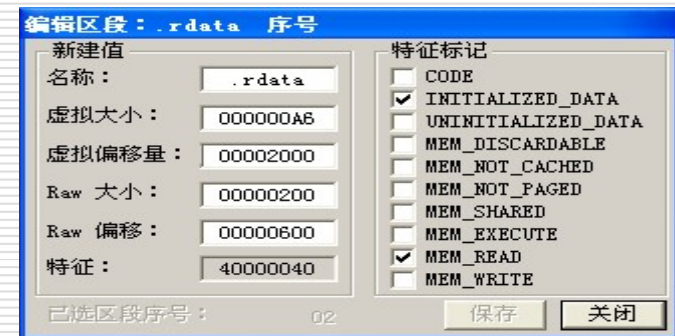 编辑区段：.rdata 序号
新建值
名称： .rdata
虚拟大小： 000000A6
虚拟偏移量： 00002000
Raw 大小： 00000200
Raw 偏移： 00000600
特征： 40000040
特征标记
CODE
INITIALIZED_DATA
UNINITIALIZED_DATA
MEM_DISCARDABLE
MEM_NOT_CACHED
MEM_NOT_PAGED
MEM_SHARED
MEM_EXECUTE
MEM_READ
MEM_WRITE
已选区段序号： 02
保存 关闭